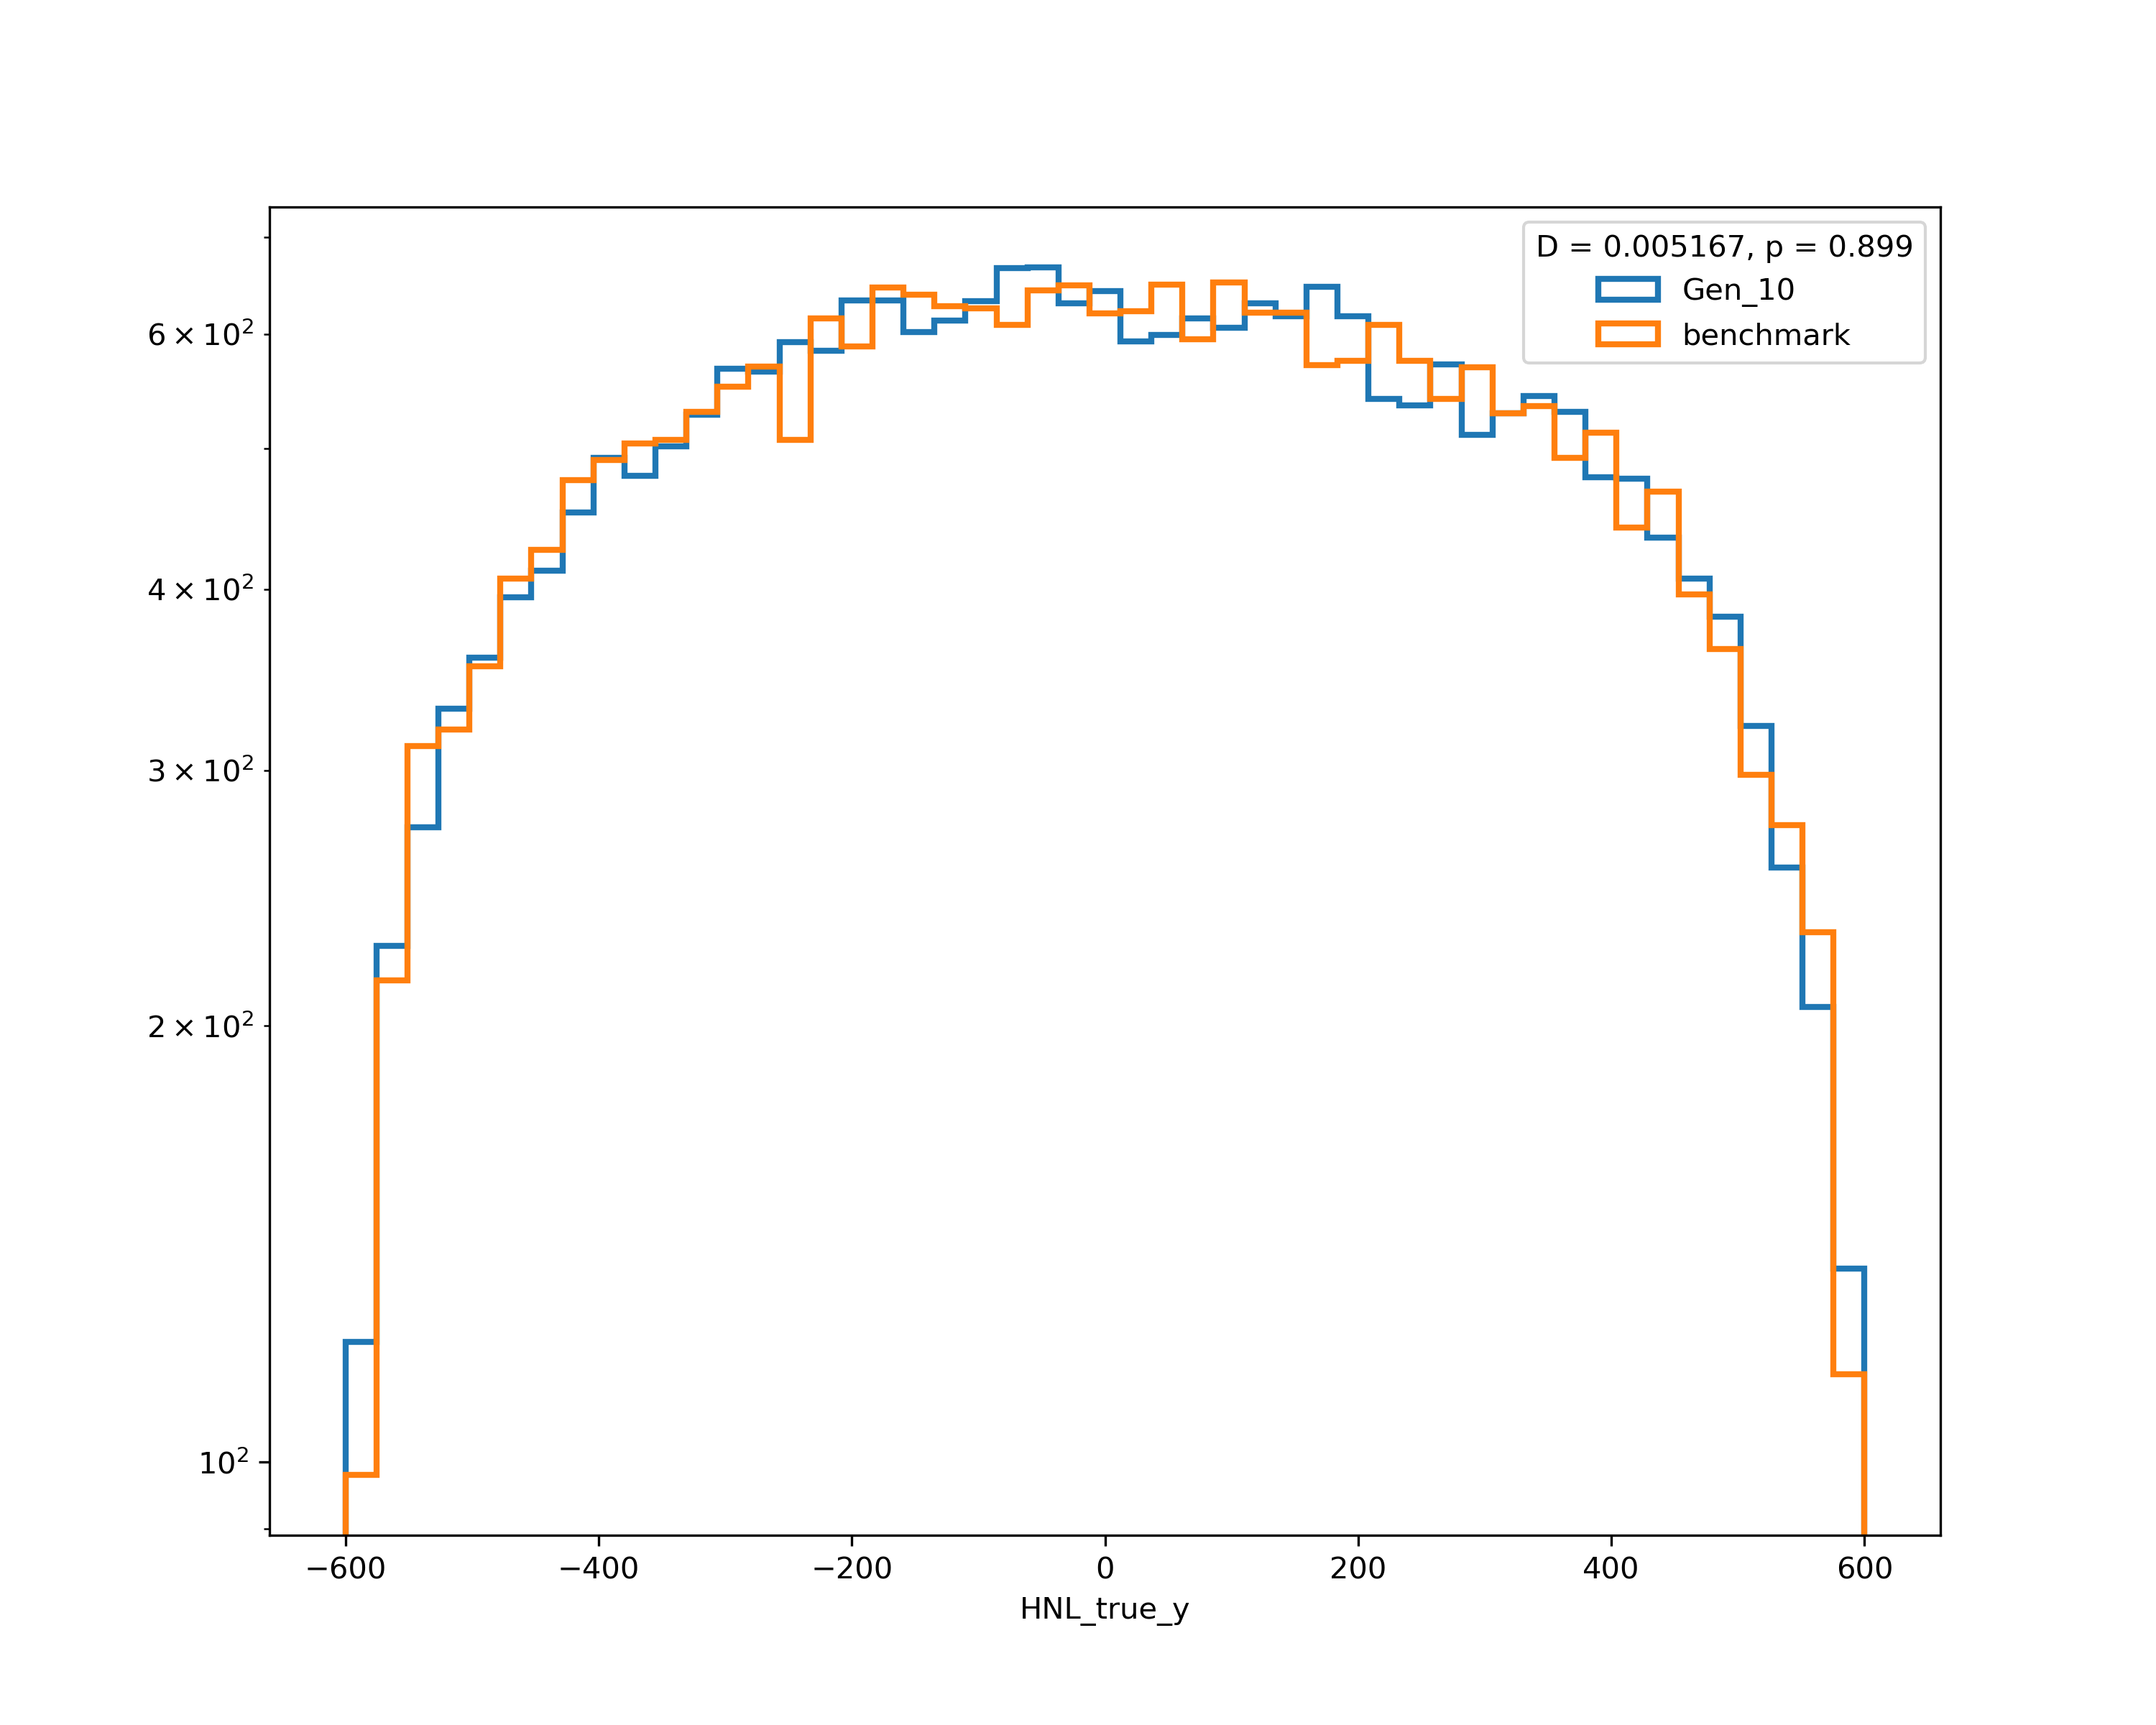 D = 0.005167, p = 0.899
Gen_10
benchmark
6 × 10²
4 × 10²
3 × 10²
2 × 10²
10²
−600 −400 −200 0 200 400 600
HNL_true_y